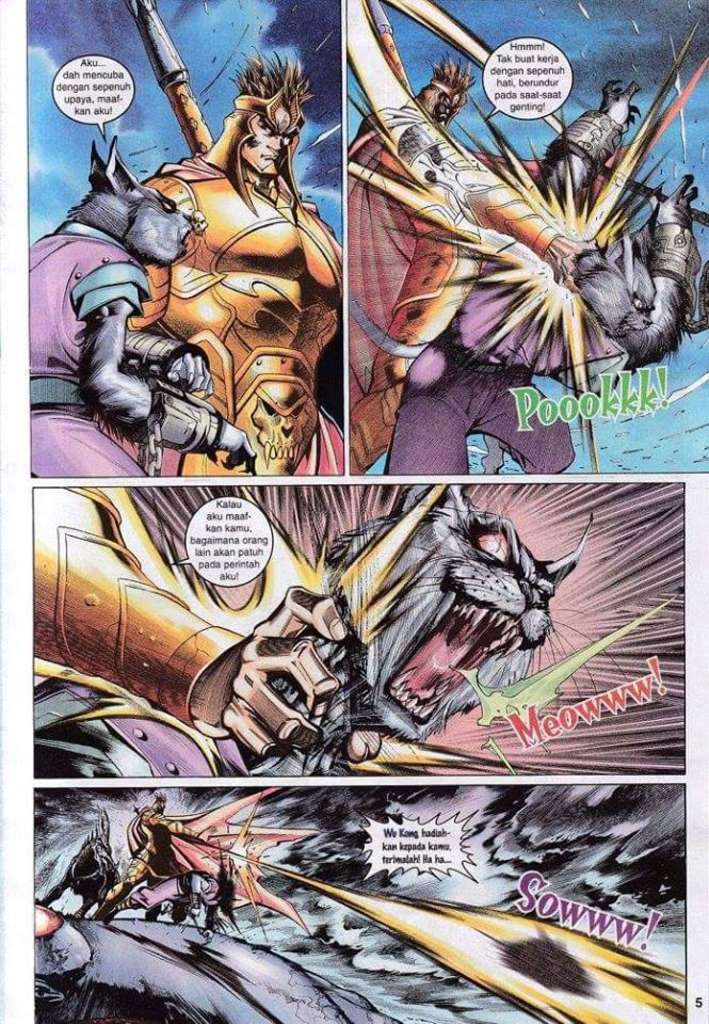 Aku...
dah mencuba
dengan sepenuh
upaya, maaf-
kan aku!
Hmmm!
Tak buat kerja
dengan sepenuh
hati, berundur
pada saat-saat
genting!
Poookkk!
Kalau
aku maaf-
kan kamu,
bagaimana orang
lain akan patuh
pada perintah
aku!
Meowww!
Wu Kong hadiah-
kan kepada kamu,
terimalah! Ha ha...
Sowww!
5